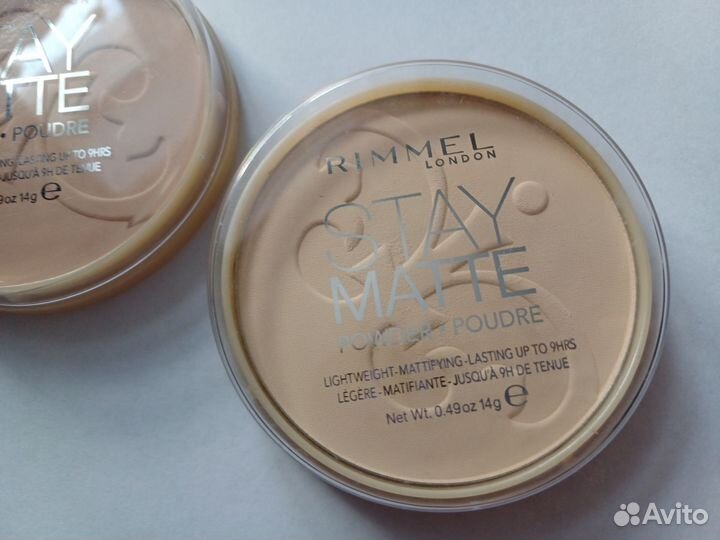 AY
TTE
• POUDRE
NG-LASTING UP TO 9HRS
-JUSQU'À 9H DE TENUE
9oz 14g e
RIMMEL
LONDON
STAY
MATTE
POWDER • POUDRE
LIGHTWEIGHT-MATTIFYING-LASTING UP TO 9HRS
LÉGÈRE-MATIFIANTE-JUSQU'À 9H DE TENUE
Net Wt. 0.49oz 14g e
Avito